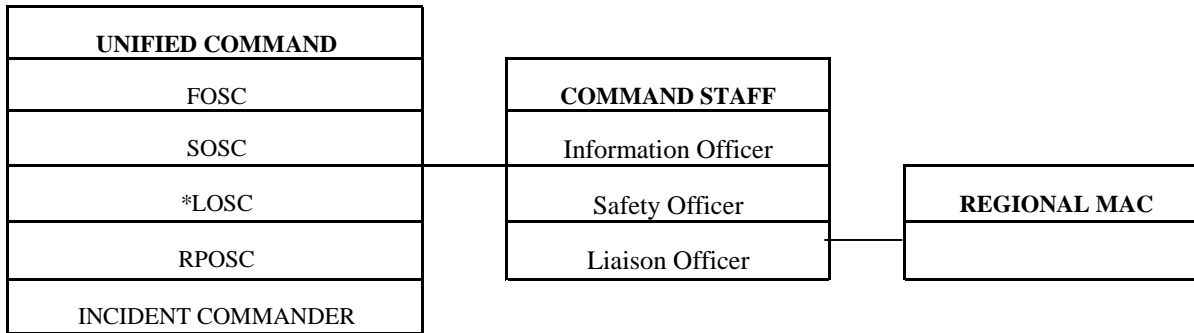 UNIFIED COMMAND
FOSC
SOSC
*LOSC
RPOSC
INCIDENT COMMANDER
COMMAND STAFF
Information Officer
Safety Officer
Liaison Officer
REGIONAL MAC